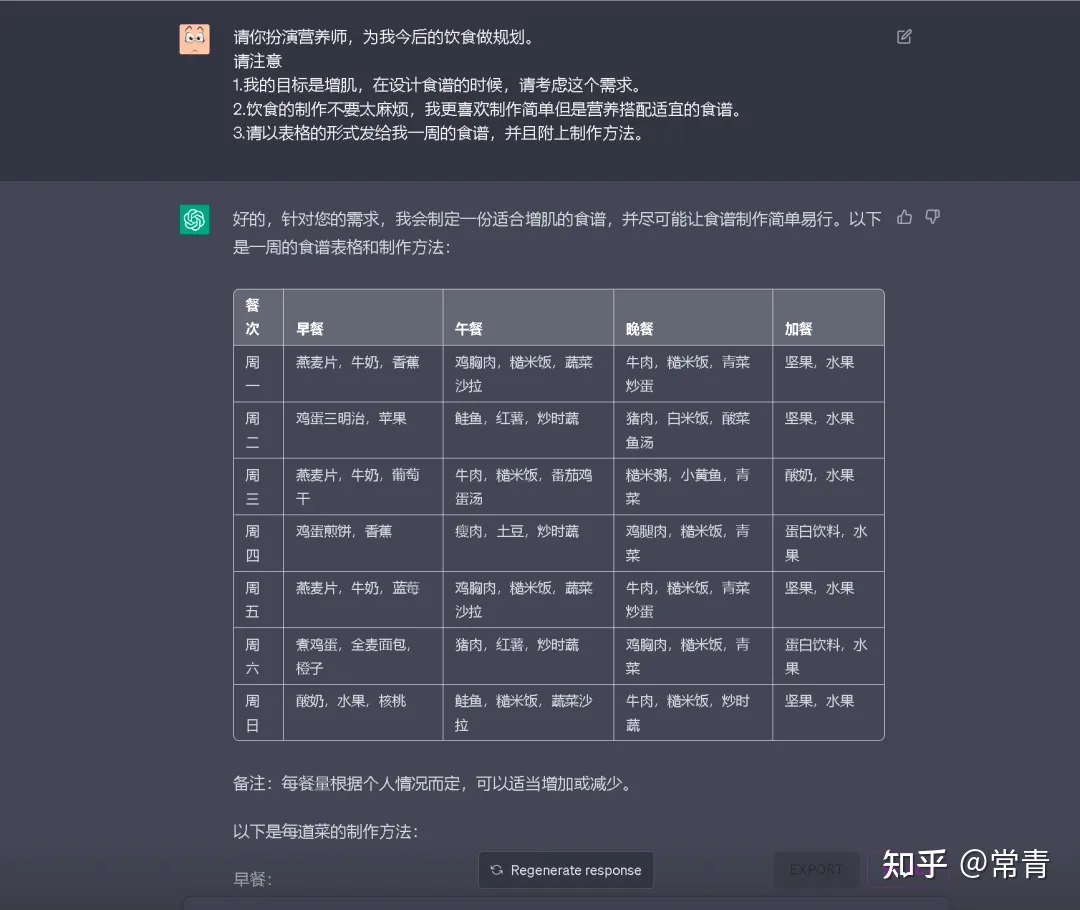 请你扮演营养师，为我今后的饮食做规划。
请注意
1.我的目标是增肌，在设计食谱的时候，请考虑这个需求。
2.饮食的制作不要太麻烦，我更喜欢制作简单但是营养搭配适宜的食谱。
3.请以表格的形式发给我一周的食谱，并且附上制作方法。
好的，针对您的需求，我会制定一份适合增肌的食谱，并尽可能让食谱制作简单易行。以下
是一周的食谱表格和制作方法：
餐次 早餐 午餐 晚餐 加餐
周一 燕麦片，牛奶，香蕉 鸡胸肉，糙米饭，蔬菜沙拉 牛肉，糙米饭，青菜炒蛋 坚果，水果
周二 鸡蛋三明治，苹果 鲑鱼，红薯，炒时蔬 猪肉，白米饭，酸菜鱼汤 坚果，水果
周三 燕麦片，牛奶，葡萄干 牛肉，糙米饭，番茄鸡蛋汤 糙米粥，小黄鱼，青菜 酸奶，水果
周四 鸡蛋煎饼，香蕉 瘦肉，土豆，炒时蔬 鸡腿肉，糙米饭，青菜 蛋白饮料，水果
周五 燕麦片，牛奶，蓝莓 鸡胸肉，糙米饭，蔬菜沙拉 牛肉，糙米饭，青菜炒蛋 坚果，水果
周六 煮鸡蛋，全麦面包，橙子 猪肉，红薯，炒时蔬 鸡胸肉，糙米饭，青菜 蛋白饮料，水果
周日 酸奶，水果，核桃 鲑鱼，糙米饭，蔬菜沙拉 牛肉，糙米饭，炒时蔬 坚果，水果
备注：每餐量根据个人情况而定，可以适当增加或减少。
以下是每道菜的制作方法：
早餐：
Regenerate response
EXPORT
知乎 @常青